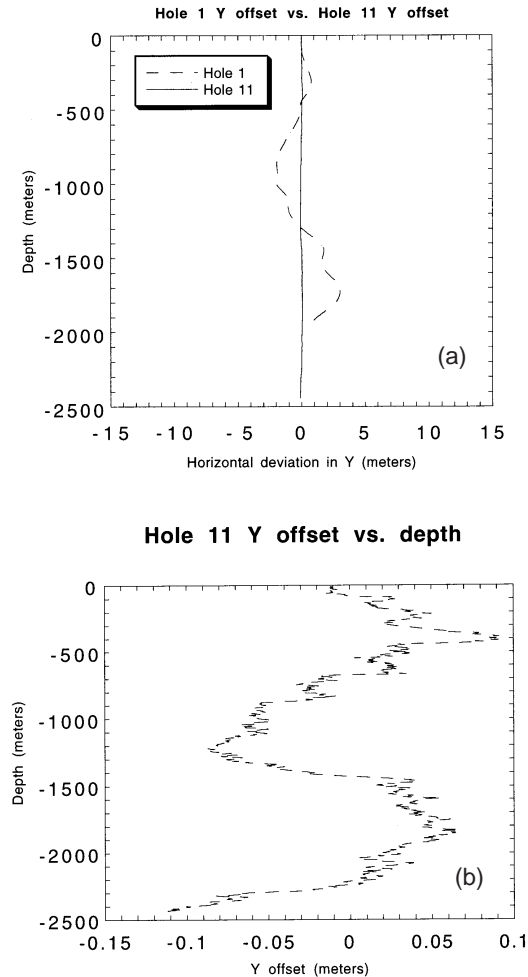 Hole 1 Y offset vs. Hole 11 Y offset
0
Hole 1
Hole 11
-500
-1000
-1500
-2000
-2500
Depth (meters)
(a)
-15 -10 -5 0 5 10 15
Horizontal deviation in Y (meters)
Hole 11 Y offset vs. depth
0
-500
-1000
-1500
-2000
-2500
Depth (meters)
(b)
-0.15 -0.1 -0.05 0 0.05 0.1
Y offset (meters)